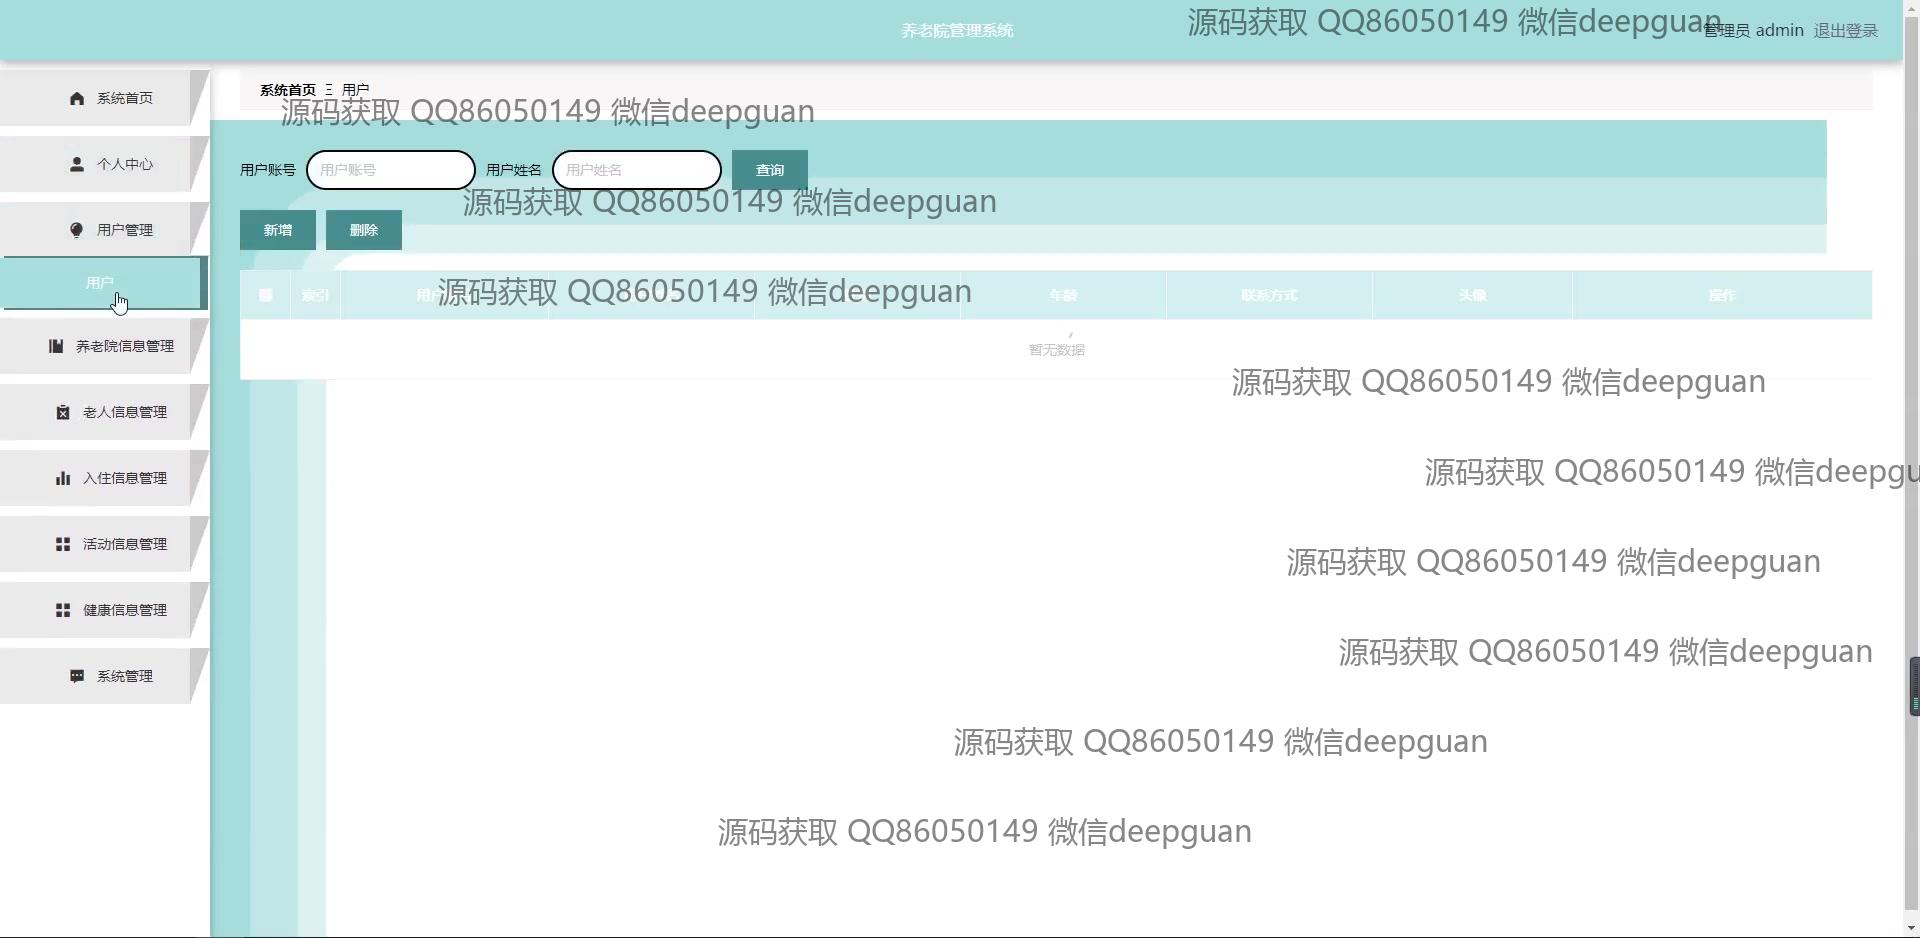 养老院管理系统
源码获取 QQ86050149 微信deepguan
管理员 admin 退出登录
系统首页 Ξ 用户
源码获取 QQ86050149 微信deepguan
系统首页
个人中心
用户管理
用户
养老院信息管理
老人信息管理
入住信息管理
活动信息管理
健康信息管理
系统管理
用户账号 用户账号 用户姓名 用户姓名 查询
源码获取 QQ86050149 微信deepguan
新增 删除
索引 年龄 联系方式 头像 操作
源码获取 QQ86050149 微信deepguan
暂无数据
源码获取 QQ86050149 微信deepguan
源码获取 QQ86050149 微信deepgu
源码获取 QQ86050149 微信deepguan
源码获取 QQ86050149 微信deepguan
源码获取 QQ86050149 微信deepguan
源码获取 QQ86050149 微信deepguan